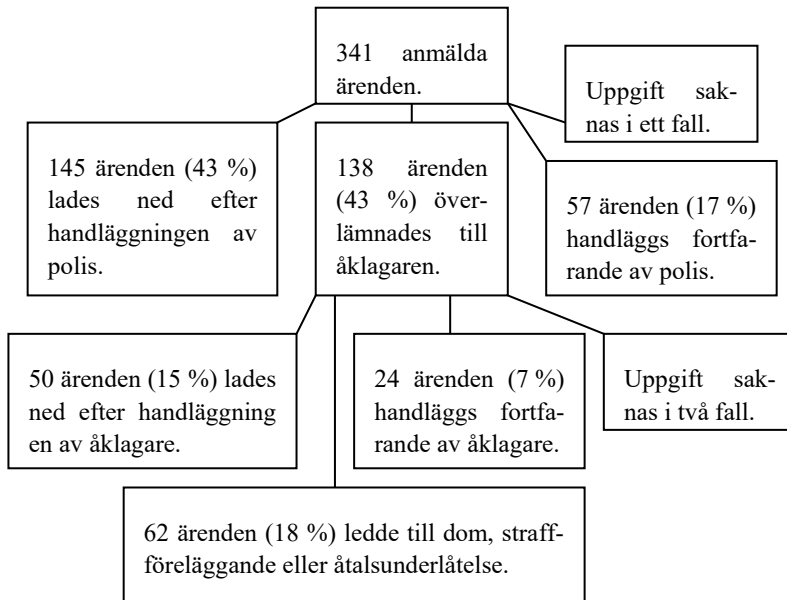 341 anmälda
ärenden.
Uppgift sak-
nas i ett fall.
145 ärenden (43 %)
lades ned efter
handläggningen av
polis.
138 ärenden
(43 %) över-
lämnades till
åklagaren.
57 ärenden (17 %)
handläggs fortfa-
rande av polis.
50 ärenden (15 %) lades
ned efter handläggning
en av åklagare.
24 ärenden (7 %)
handläggs fortfa-
rande av åklagare.
Uppgift sak-
nas i två fall.
62 ärenden (18 %) ledde till dom, straff-
föreläggande eller åtalsunderlåtelse.